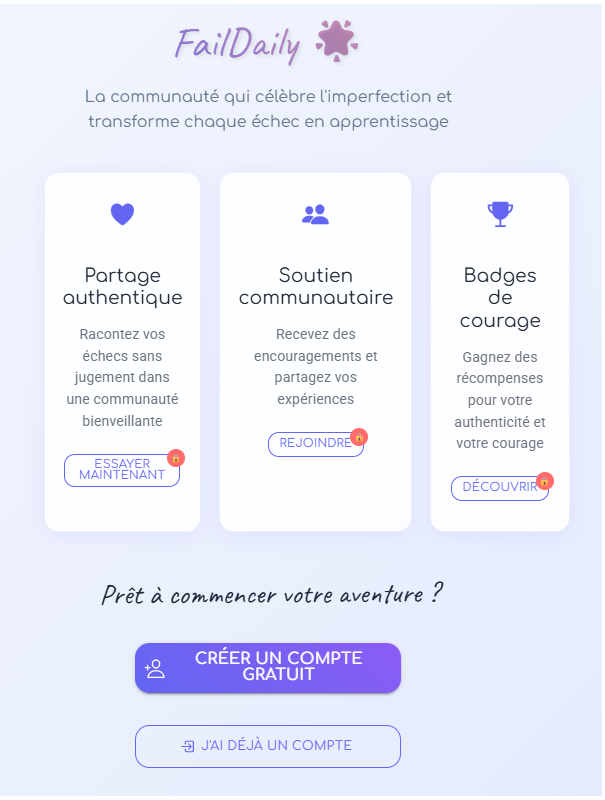 FailDaily
La communauté qui célèbre l'imperfection et
transforme chaque échec en apprentissage
Partage
authentique
Racontez vos
échecs sans
jugement dans
une communauté
bienveillante
ESSAYER
MAINTENANT
Soutien
communautaire
Recevez des
encouragements et
partagez vos
expériences
REJOINDRE
Badges
de
courage
Gagnez des
récompenses
pour votre
authenticité et
votre courage
DÉCOUVRIR
Prêt à commencer votre aventure ?
CRÉER UN COMPTE
GRATUIT
J'AI DÉJÀ UN COMPTE